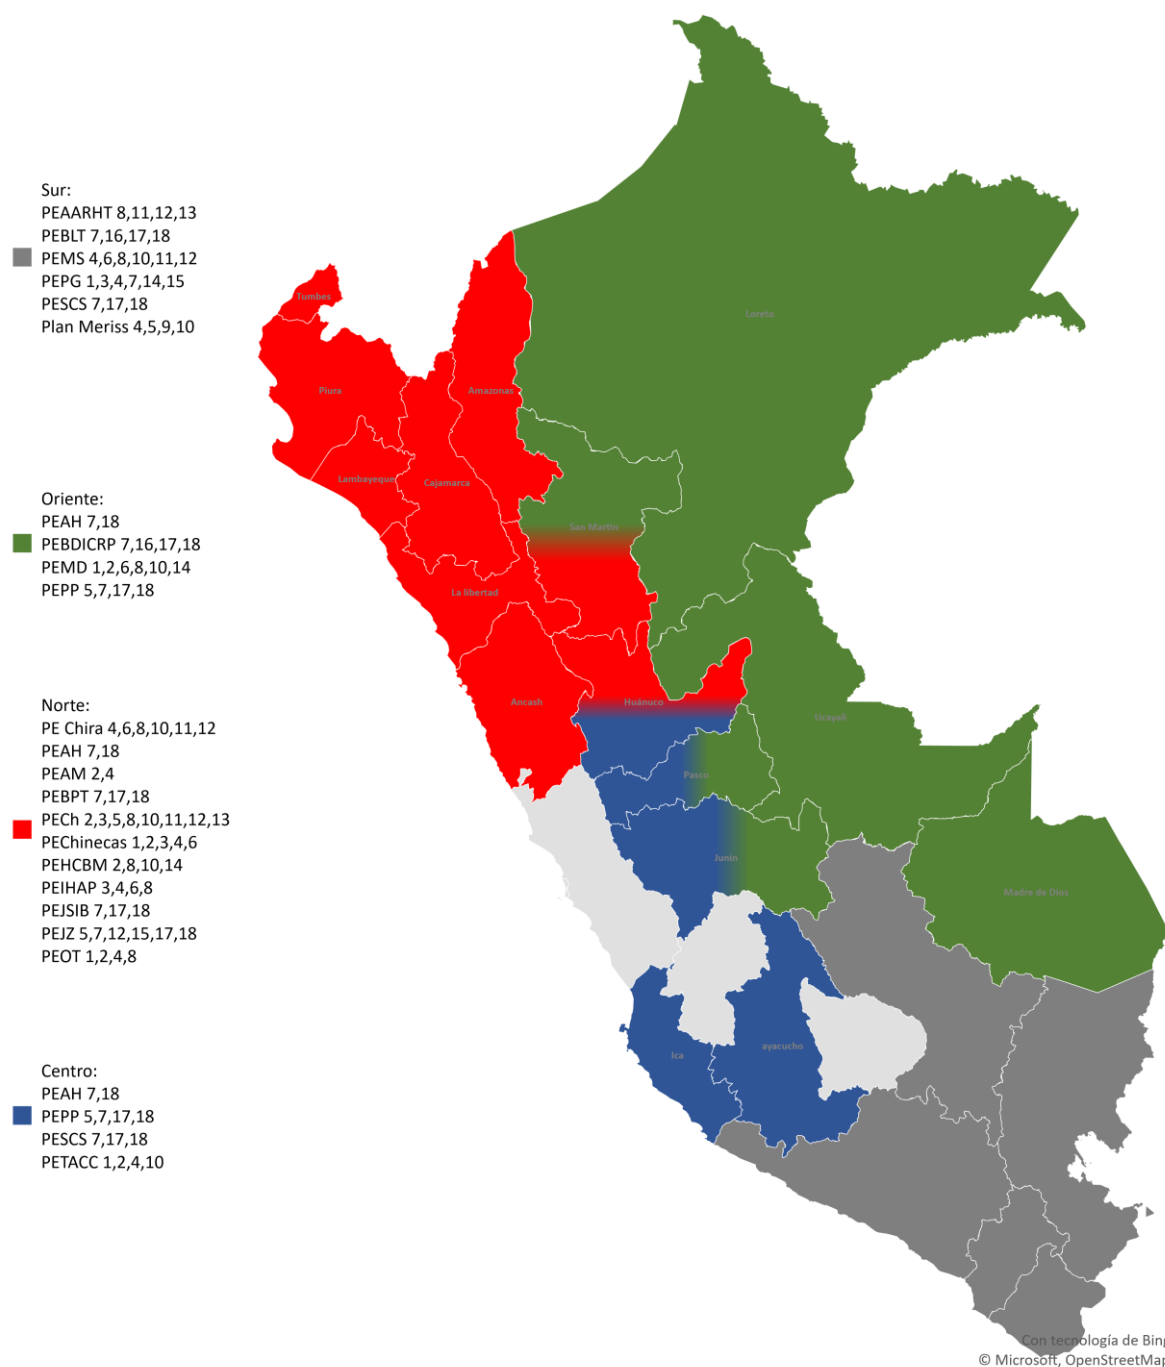 Sur:
PEAARHT 8,11,12,13
PEBLT 7,16,17,18
PEMS 4,6,8,10,11,12
PEPG 1,3,4,7,14,15
PESCS 7,17,18
Plan Meriss 4,5,9,10
Oriente:
PEAH 7,18
PEBDICRP 7,16,17,18
PEMD 1,2,6,8,10,14
PEPP 5,7,17,18
Norte:
PE Chira 4,6,8,10,11,12
PEAH 7,18
PEAM 2,4
PEBPT 7,17,18
PECh 2,3,5,8,10,11,12,13
PEChinecas 1,2,3,4,6
PEHCBM 2,8,10,14
PEIHAP 3,4,6,8
PEJSIB 7,17,18
PEJZ 5,7,12,15,17,18
PEOT 1,2,4,8
Centro:
PEAH 7,18
PEPP 5,7,17,18
PESCS 7,17,18
PETACC 1,2,4,10
Tumbes
Loreto
Piura
Amazonas
Lambayeque
Cajamarca
San Martin
La libertad
Ancash
Huánuco
Ucayali
Pasco
Junín
Madre de Dios
Ica
ayacucho
Con tecnología de Bing
© Microsoft, OpenStreetMap